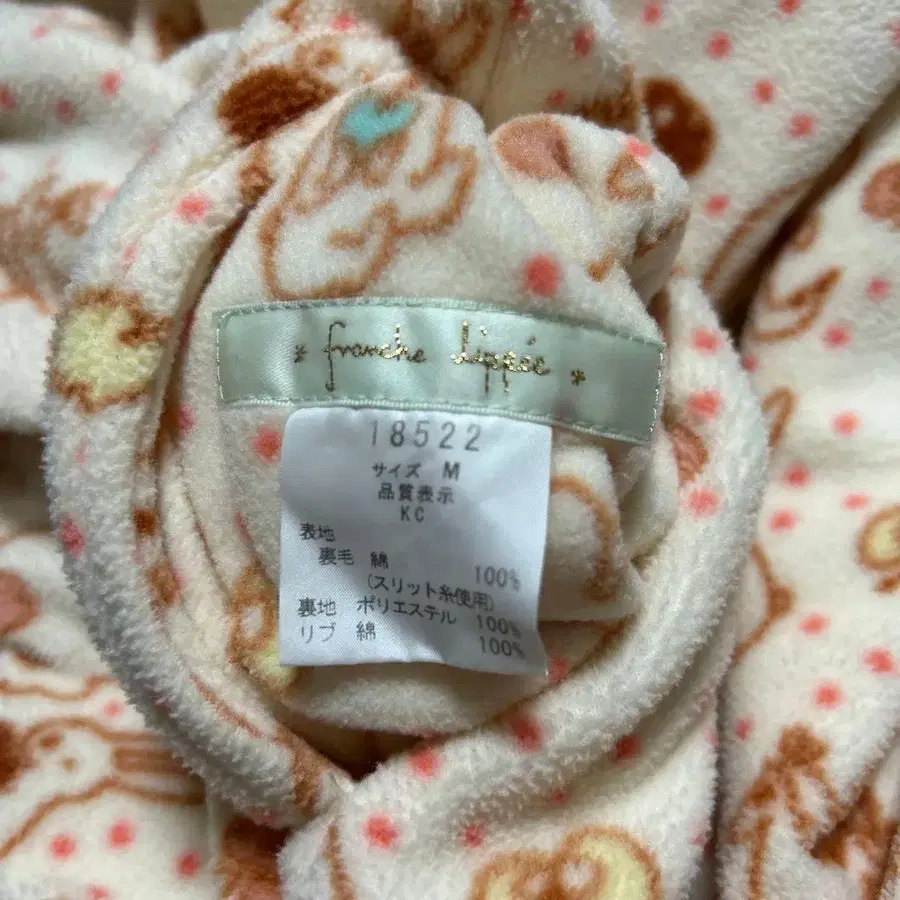 * franche lippée *
18522
サイズ M
品質表示
KC
表地
裏毛 綿 100%
(スリット糸使用)
裏地 ポリエステル 100%
リブ 綿 100%